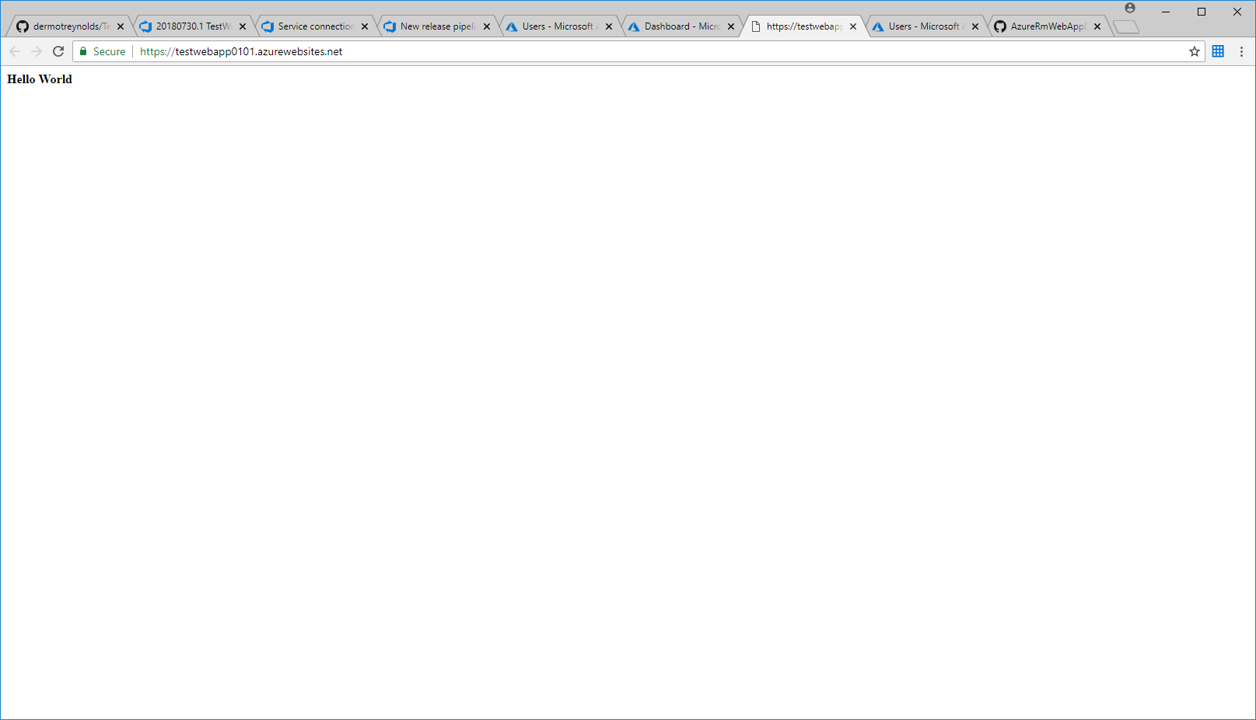 dermotreynolds/Te
20180730.1 TestW
Service connection
New release pipeli
Users - Microsoft
Dashboard - Micro
https://testwebapp
Users - Microsoft
AzureRmWebApp
Secure
https://testwebapp0101.azurewebsites.net
Hello World